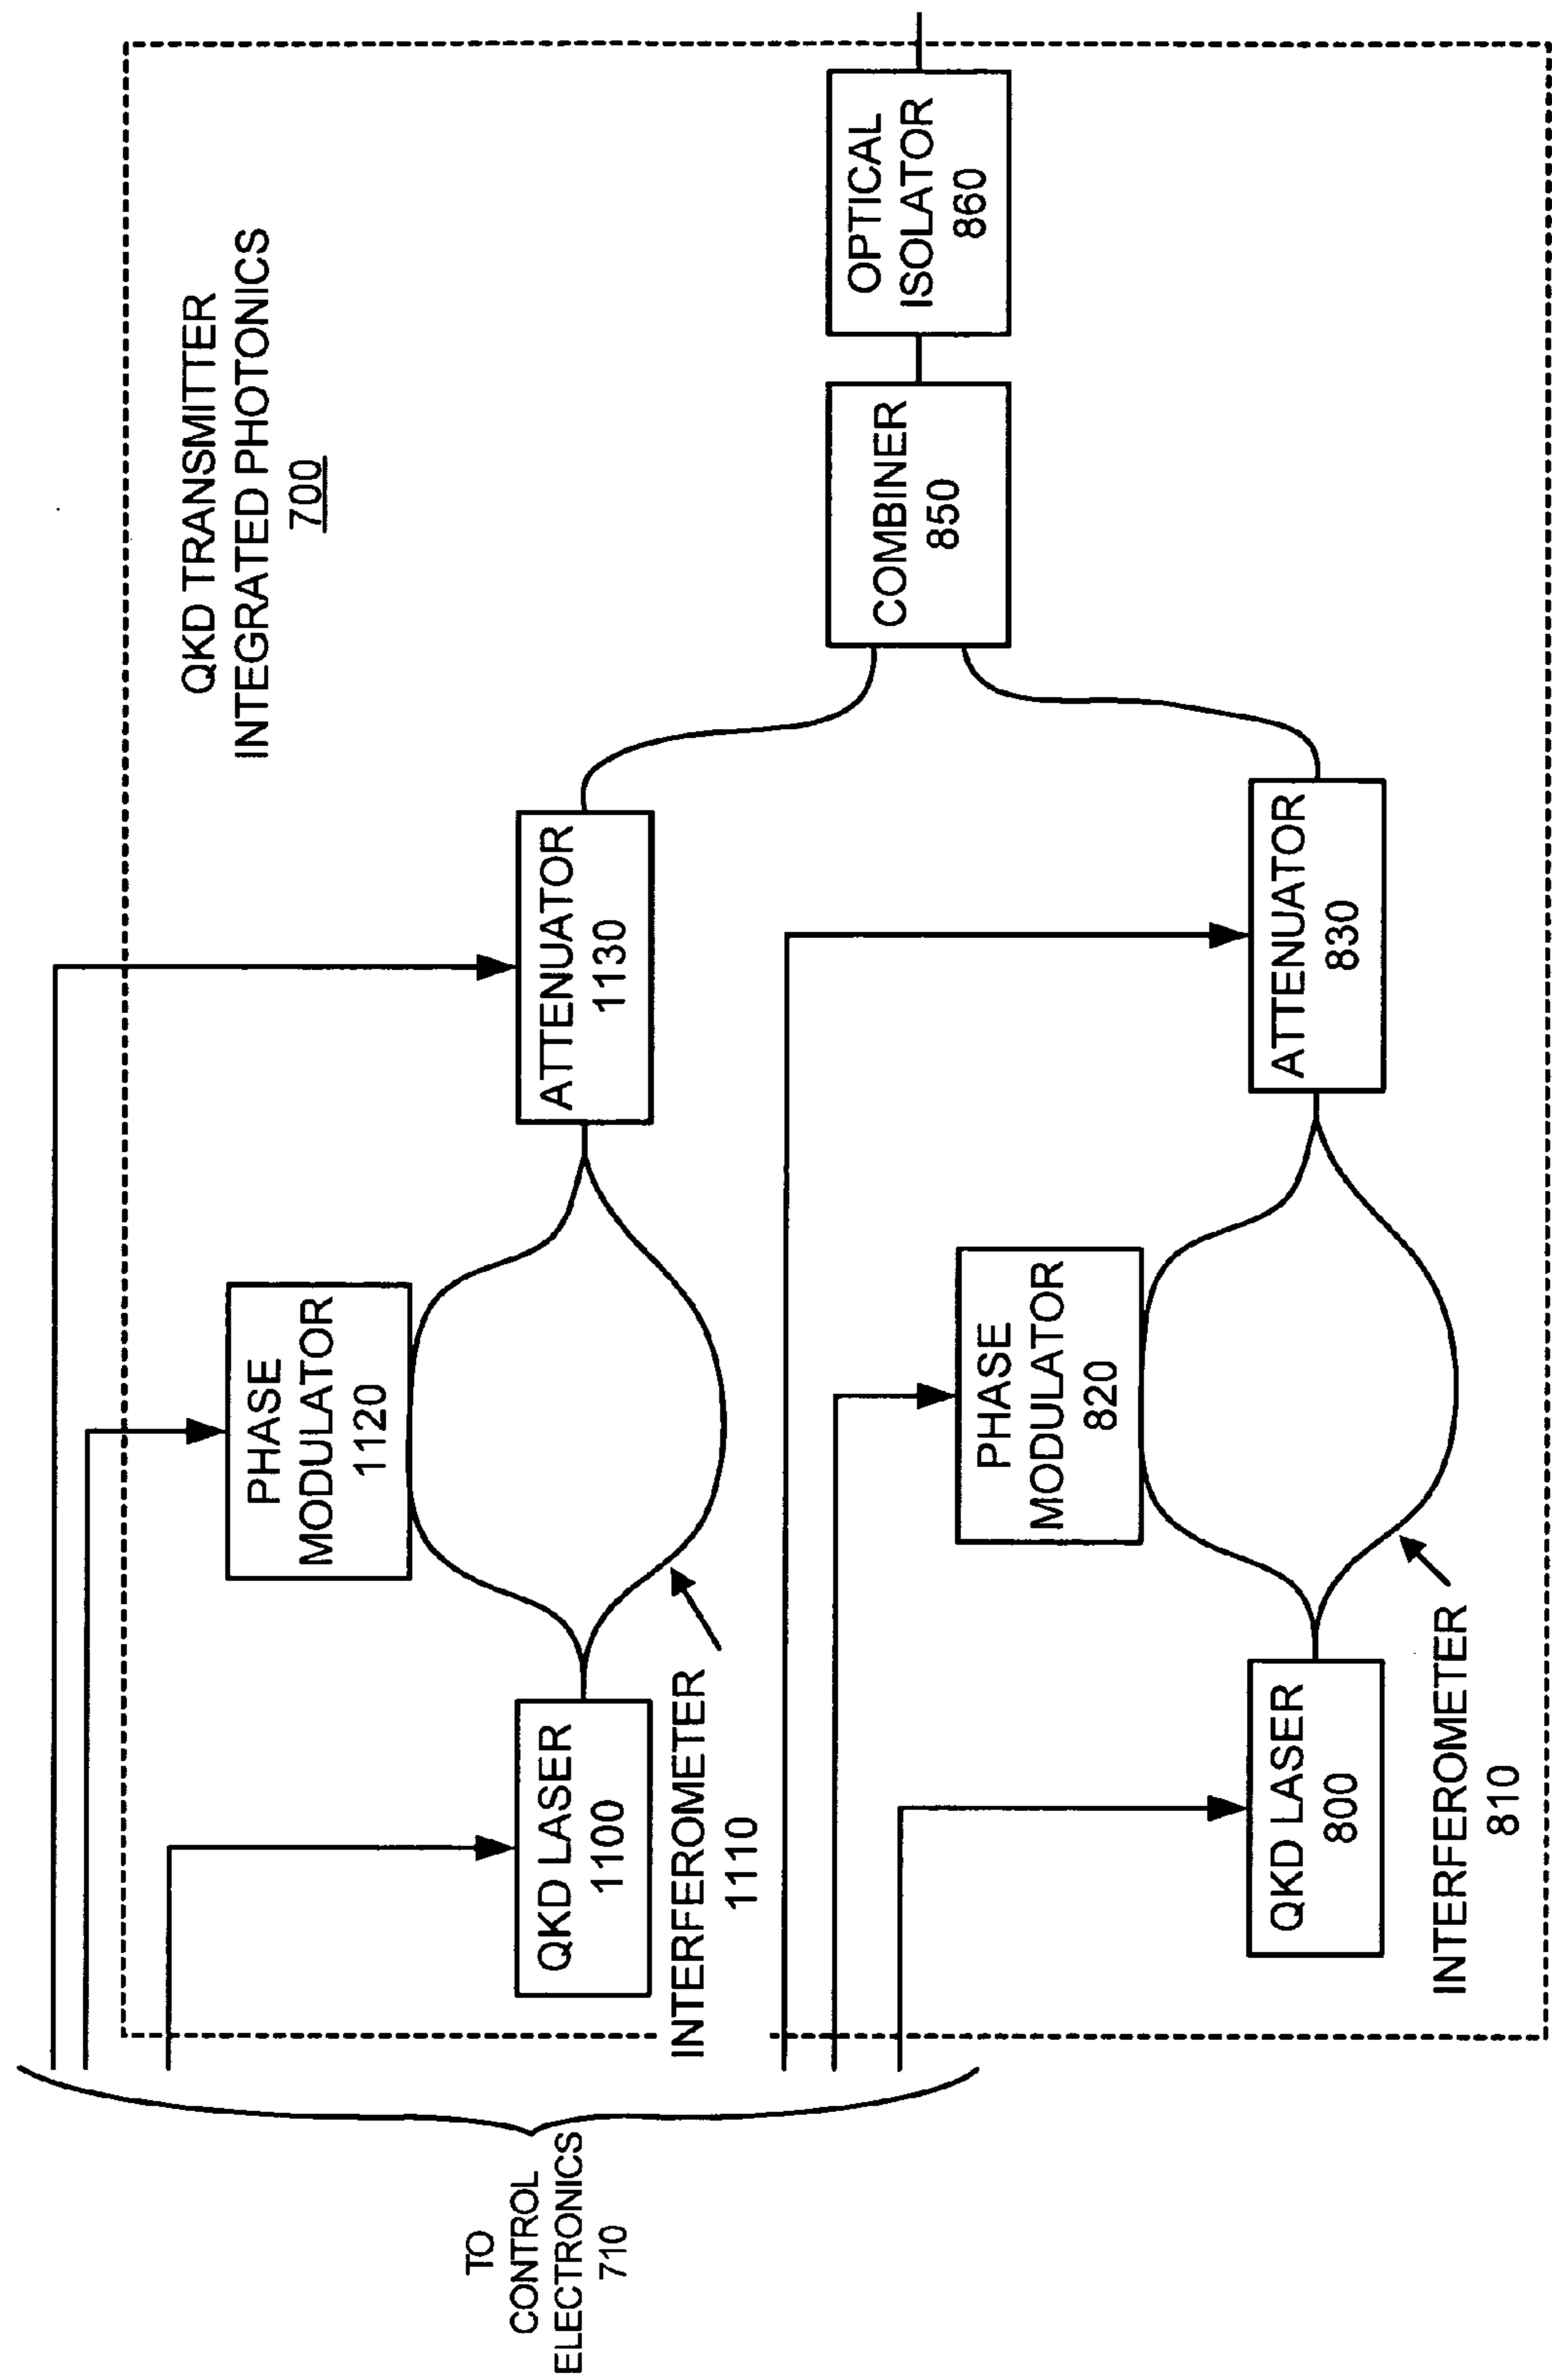 QKD TRANSMITTER
INTEGRATED PHOTONICS
700
PHASE
MODULATOR
1120
QKD LASER
1100
ATTENUATOR
1130
INTERFEROMETER
1110
TO
CONTROL
ELECTRONICS
710
COMBINER
850
OPTICAL
ISOLATOR
860
PHASE
MODULATOR
820
QKD LASER
800
ATTENUATOR
830
INTERFEROMETER
810